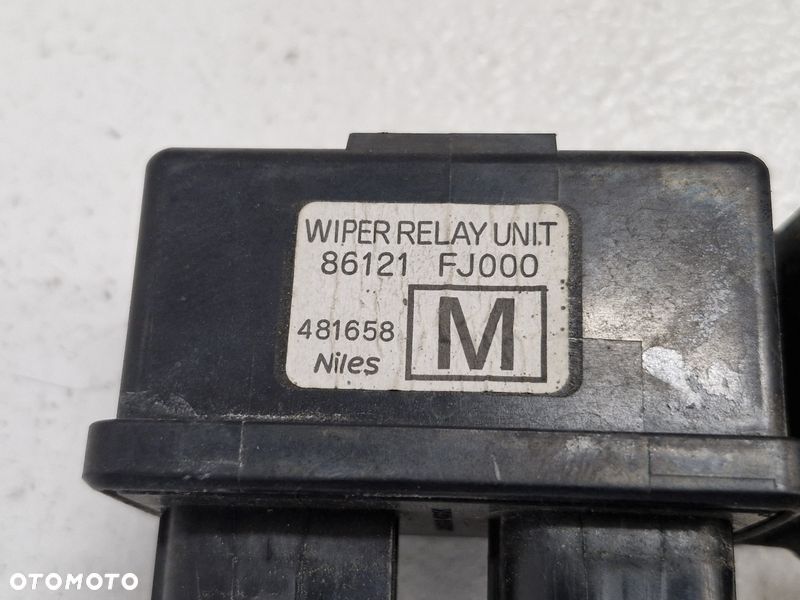 WIPER RELAY UNIT
86121 FJ000
481658
M
Niles
OTOMOTO